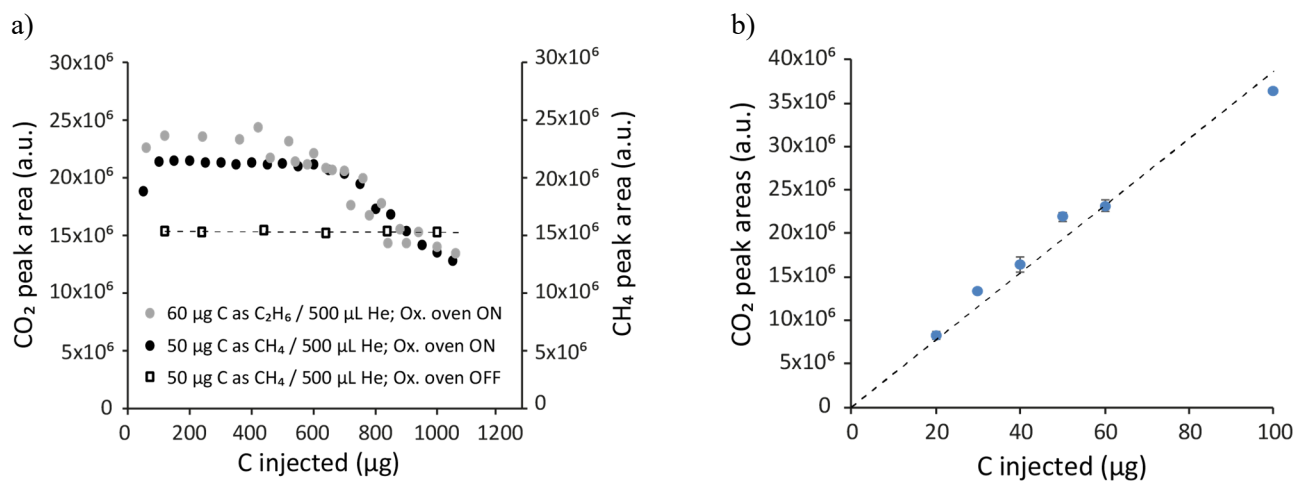 a)
30x10⁶
25x10⁶
20x10⁶
15x10⁶
10x10⁶
5x10⁶
0
CO₂ peak area (a.u.)
30x10⁶
25x10⁶
20x10⁶
15x10⁶
10x10⁶
5x10⁶
0
CH₄ peak area (a.u.)
60 µg C as C₂H₆ / 500 µL He; Ox. oven ON
50 µg C as CH₄ / 500 µL He; Ox. oven ON
50 µg C as CH₄ / 500 µL He; Ox. oven OFF
0 200 400 600 800 1000 1200
C injected (µg)
b)
40x10⁶
35x10⁶
30x10⁶
25x10⁶
20x10⁶
15x10⁶
10x10⁶
5x10⁶
0
CO₂ peak areas (a.u.)
0 20 40 60 80 100
C injected (µg)